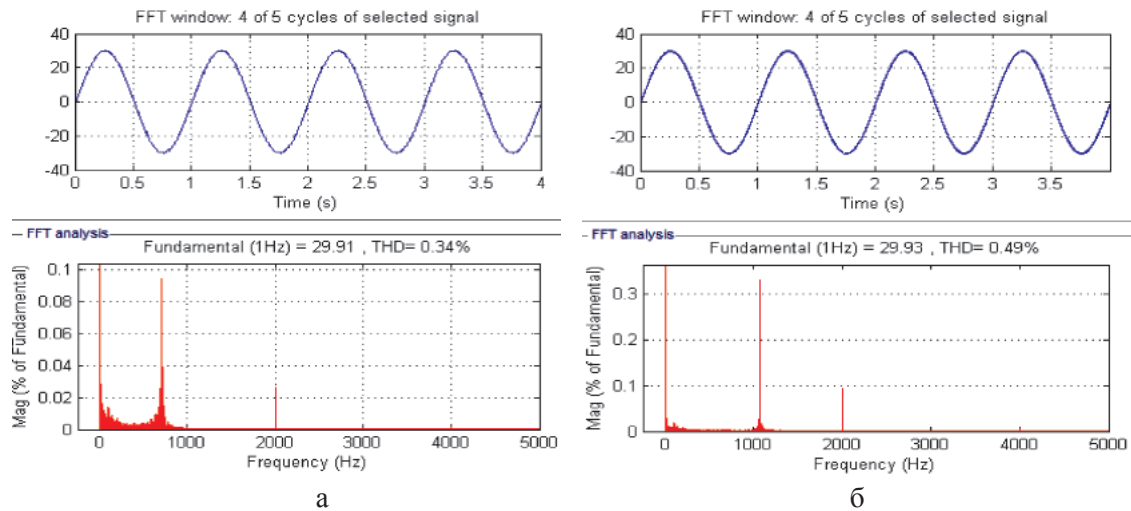 FFT window: 4 of 5 cycles of selected signal
40
20
0
-20
-40
0 0.5 1 1.5 2 2.5 3 3.5 4
Time (s)
FFT analysis
Fundamental (1Hz) = 29.91 , THD= 0.34%
Mag (% of Fundamental)
0.1
0.08
0.06
0.04
0.02
0
0 1000 2000 3000 4000 5000
Frequency (Hz)
а
FFT window: 4 of 5 cycles of selected signal
40
20
0
-20
-40
0 0.5 1 1.5 2 2.5 3 3.5
Time (s)
FFT analysis
Fundamental (1Hz) = 29.93 , THD= 0.49%
Mag (% of Fundamental)
0.3
0.2
0.1
0
0 1000 2000 3000 4000 5000
Frequency (Hz)
б